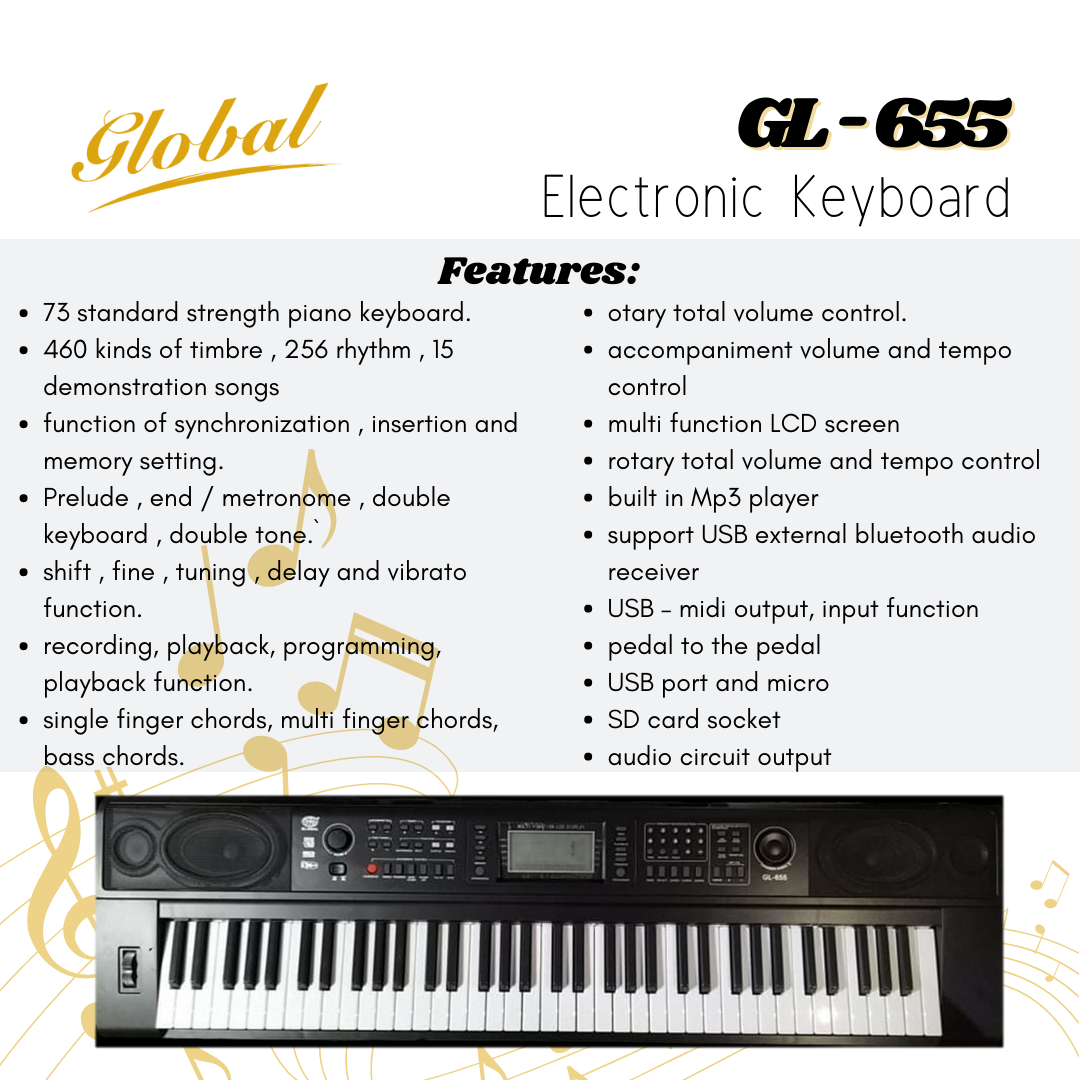 Global
GL - 655
Electronic Keyboard
Features:
• 73 standard strength piano keyboard.
• 460 kinds of timbre , 256 rhythm , 15
demonstration songs
• function of synchronization , insertion and
memory setting.
• Prelude , end / metronome , double
keyboard , double tone.`
• shift , fine , tuning , delay and vibrato
function.
• recording, playback, programming,
playback function.
• single finger chords, multi finger chords,
bass chords.
• otary total volume control.
• accompaniment volume and tempo
control
• multi function LCD screen
• rotary total volume and tempo control
• built in Mp3 player
• support USB external bluetooth audio
receiver
• USB – midi output, input function
• pedal to the pedal
• USB port and micro
• SD card socket
• audio circuit output
GL-655